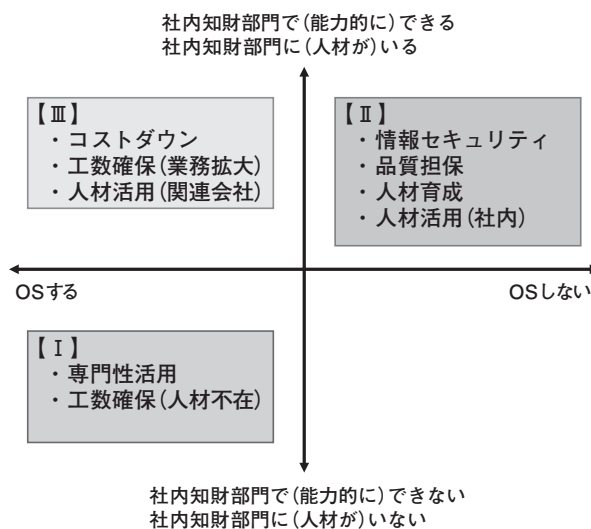 社内知財部門で(能力的に)できる
社内知財部門に(人材が)いる
【Ⅲ】
・コストダウン
・工数確保(業務拡大)
・人材活用(関連会社)
【Ⅱ】
・情報セキュリティ
・品質担保
・人材育成
・人材活用(社内)
OSする
OSしない
【Ⅰ】
・専門性活用
・工数確保(人材不在)
社内知財部門で(能力的に)できない
社内知財部門に(人材が)いない